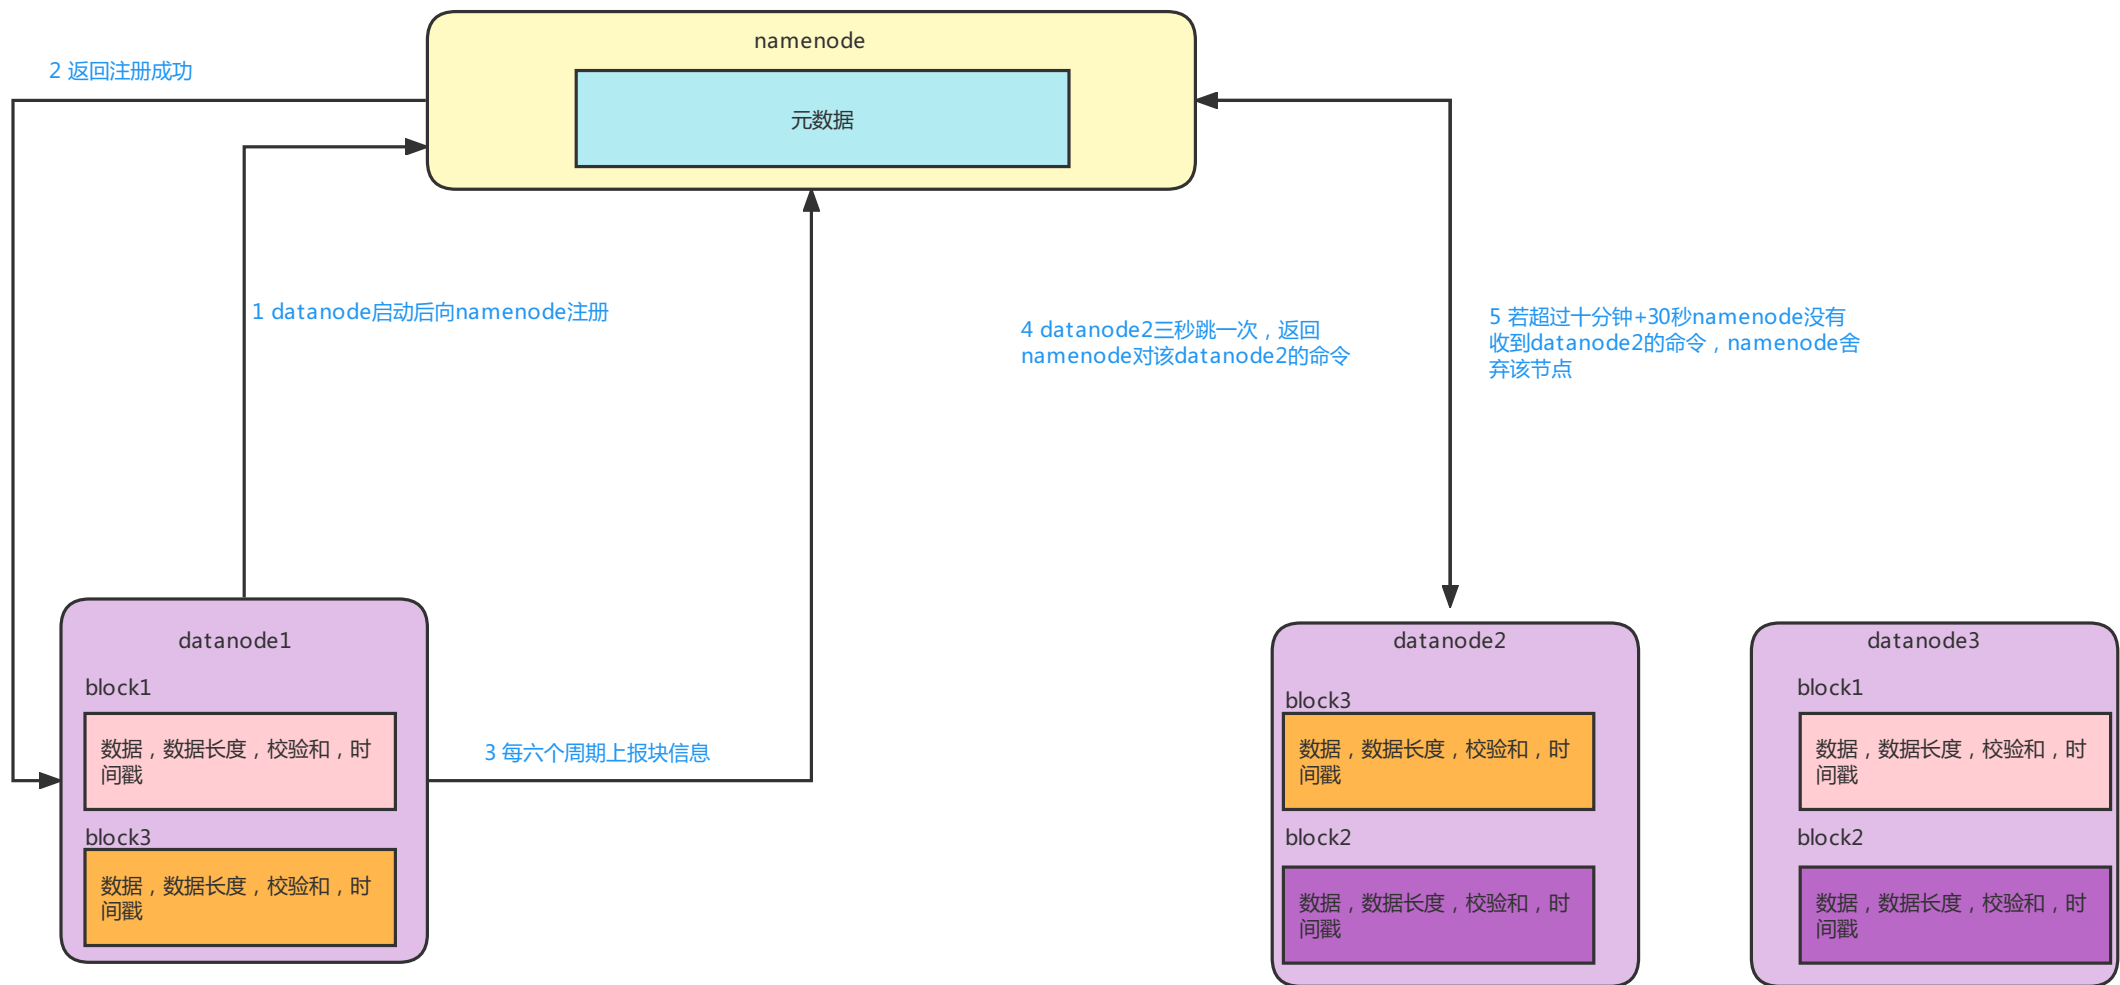 namenode
2 返回注册成功
元数据
1 datanode启动后向namenode注册
4 datanode2三秒跳一次，返回
namenode对该datanode2的命令
5 若超过十分钟+30秒namenode没有
收到datanode2的命令，namenode舍
弃该节点
datanode1
block1
数据，数据长度，校验和，时
间戳
block3
数据，数据长度，校验和，时
间戳
3 每六个周期上报块信息
datanode2
block3
数据，数据长度，校验和，时
间戳
block2
数据，数据长度，校验和，时
间戳
datanode3
block1
数据，数据长度，校验和，时
间戳
block2
数据，数据长度，校验和，时
间戳